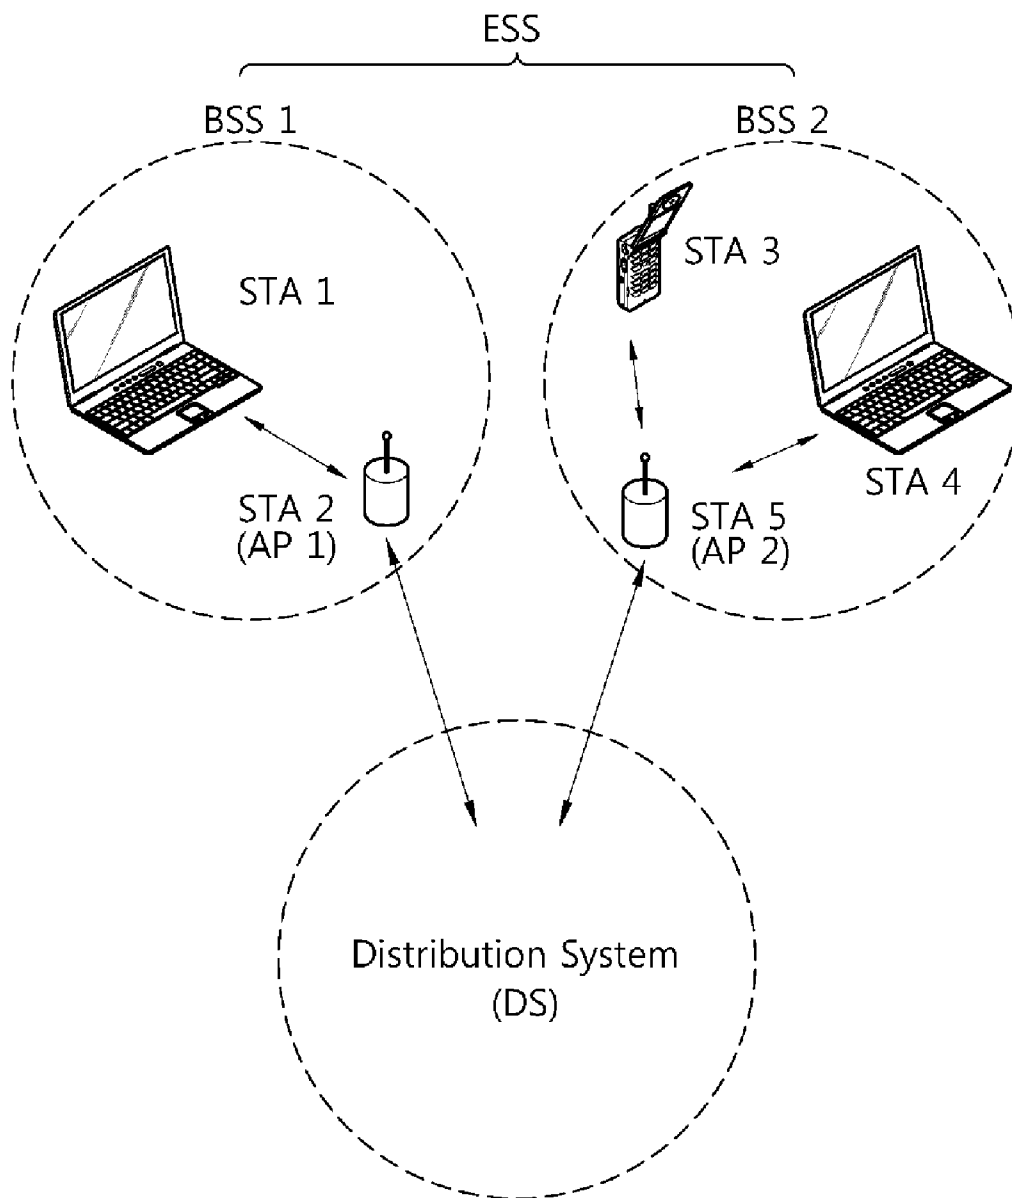 ESS
BSS 1
BSS 2
STA 1
STA 2
(AP 1)
STA 3
STA 4
STA 5
(AP 2)
Distribution System
(DS)